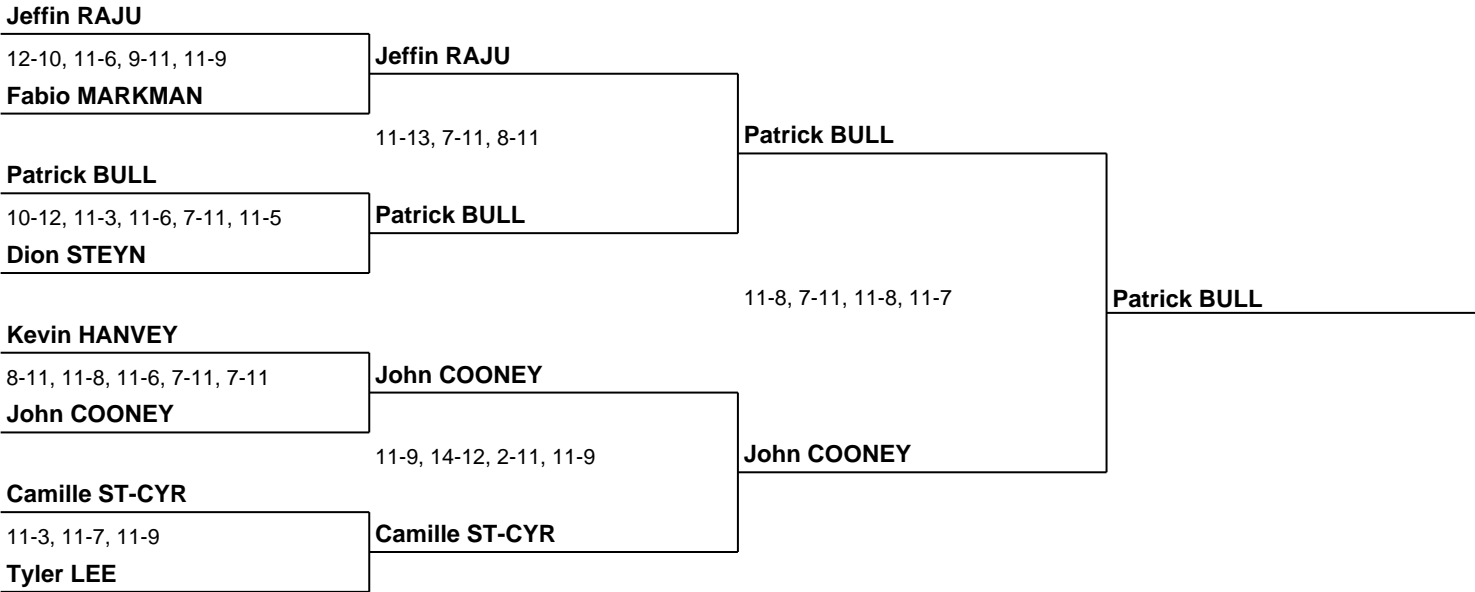 Jeffin RAJU
12-10, 11-6, 9-11, 11-9
Fabio MARKMAN
Patrick BULL
10-12, 11-3, 11-6, 7-11, 11-5
Dion STEYN
Kevin HANVEY
8-11, 11-8, 11-6, 7-11, 7-11
John COONEY
Camille ST-CYR
11-3, 11-7, 11-9
Tyler LEE
Jeffin RAJU
11-13, 7-11, 8-11
Patrick BULL
John COONEY
11-9, 14-12, 2-11, 11-9
Camille ST-CYR
Patrick BULL
11-8, 7-11, 11-8, 11-7
John COONEY
Patrick BULL